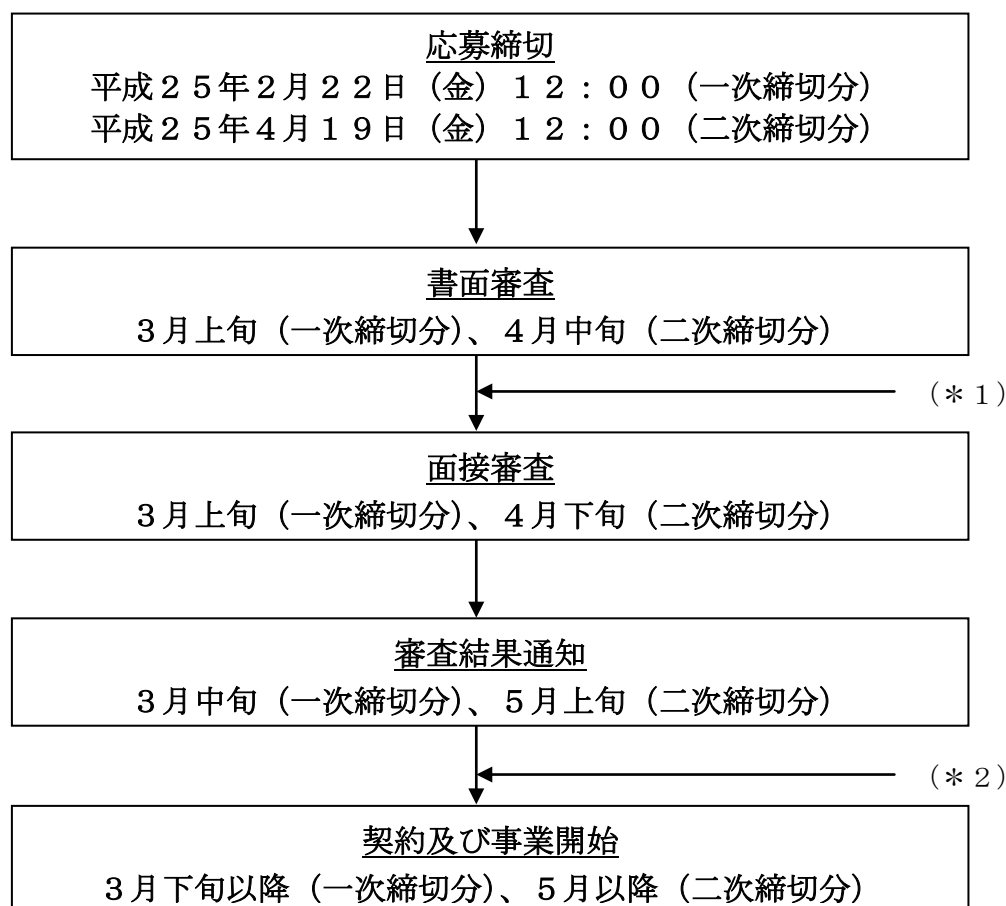 応募締切
平成２５年２月２２日（金）１２：００（一次締切分）
平成２５年４月１９日（金）１２：００（二次締切分）
書面審査
３月上旬（一次締切分）、４月中旬（二次締切分）
（＊１）
面接審査
３月上旬（一次締切分）、４月下旬（二次締切分）
審査結果通知
３月中旬（一次締切分）、５月上旬（二次締切分）
（＊２）
契約及び事業開始
３月下旬以降（一次締切分）、５月以降（二次締切分）